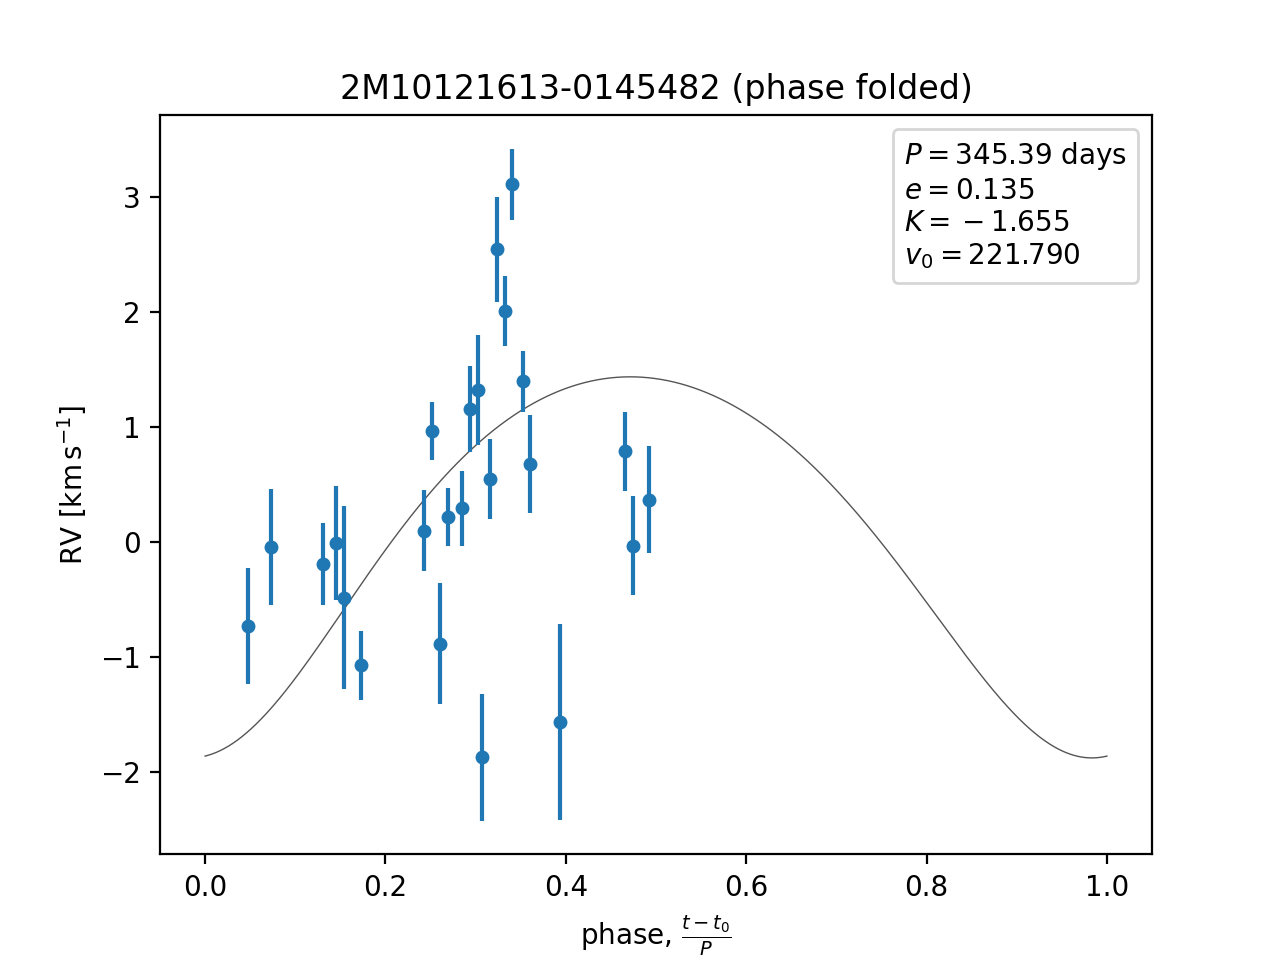 2M10121613-0145482 (phase folded)
P = 345.39 days
e = 0.135
K = −1.655
v₀ = 221.790
RV [km s⁻¹]
3
2
1
0
−1
−2
0.0 0.2 0.4 0.6 0.8 1.0
phase, (t − t₀)/P